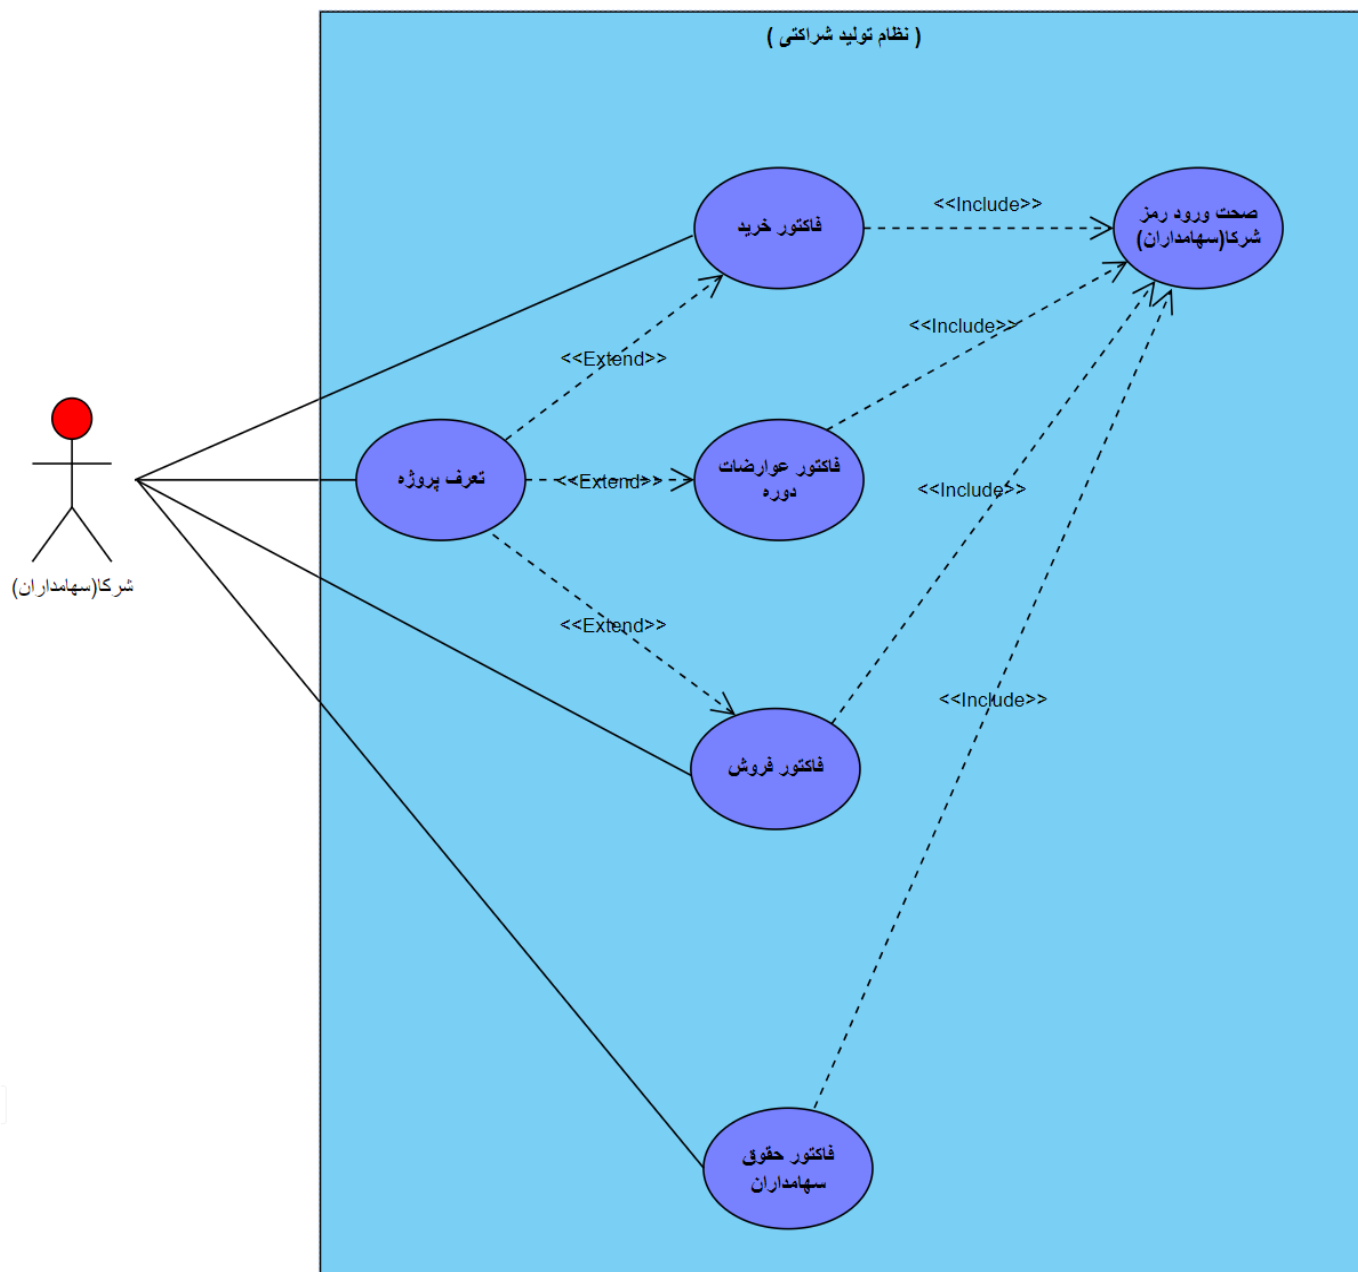 ( نظام تولید شراکتی )
صحت ورود رمز
شرکا(سهامداران)
<<Include>>
فاکتور خرید
<<Include>>
<<Extend>>
فاکتور عوارضات
دوره
<<Extend>>
تعرف پروژه
<<Include>>
شرکا(سهامداران)
<<Extend>>
<<Include>>
فاکتور فروش
فاکتور حقوق
سهامداران